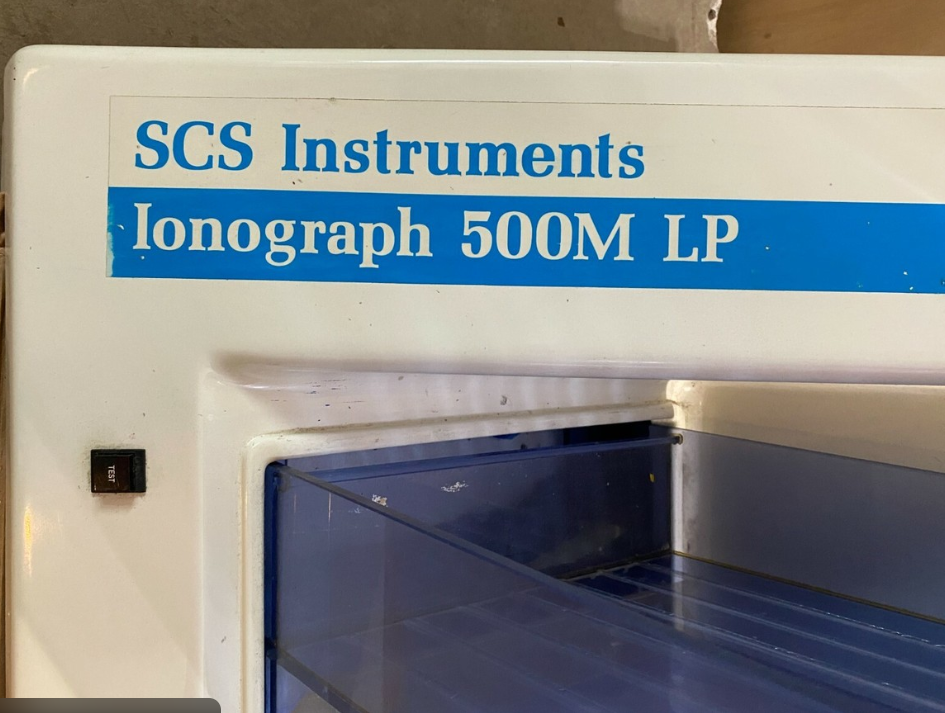 SCS Instruments
Ionograph 500M LP
TEST